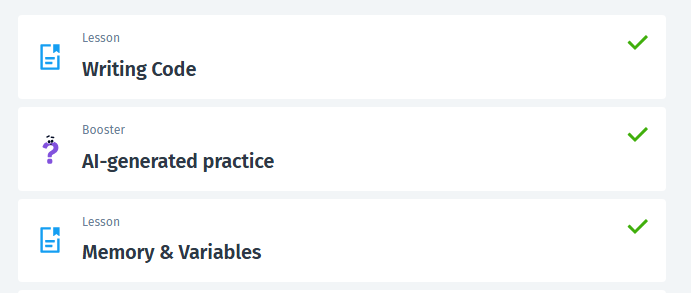 Lesson
Writing Code
Booster
AI-generated practice
Lesson
Memory & Variables